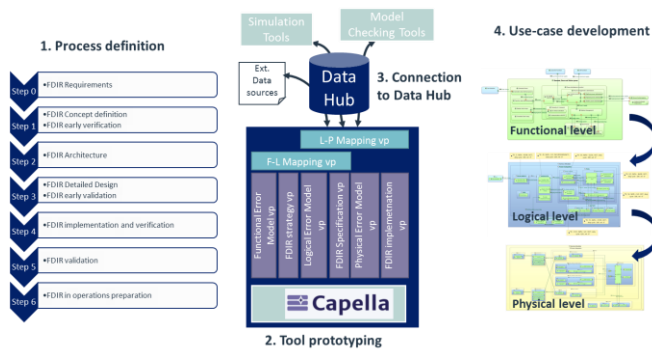 1. Process definition
Step 0
•FDIR Requirements
Step 1
•FDIR Concept definition
•FDIR early verification
Step 2
•FDIR Architecture
Step 3
•FDIR Detailed Design
•FDIR early validation
Step 4
•FDIR implementation and verification
Step 5
•FDIR validation
Step 6
•FDIR in operations preparation
Simulation
Tools
Model
Checking Tools
Ext.
Data
sources
Data
Hub
3. Connection
to Data Hub
L-P Mapping vp
F-L Mapping vp
Functional Error
Model vp
FDIR strategy vp
Logical Error Model
vp
FDIR Specification vp
Physical Error Model
vp
FDIR Implemetnation vp
Capella
2. Tool prototyping
4. Use-case development
Functional level
Logical level
Physical level